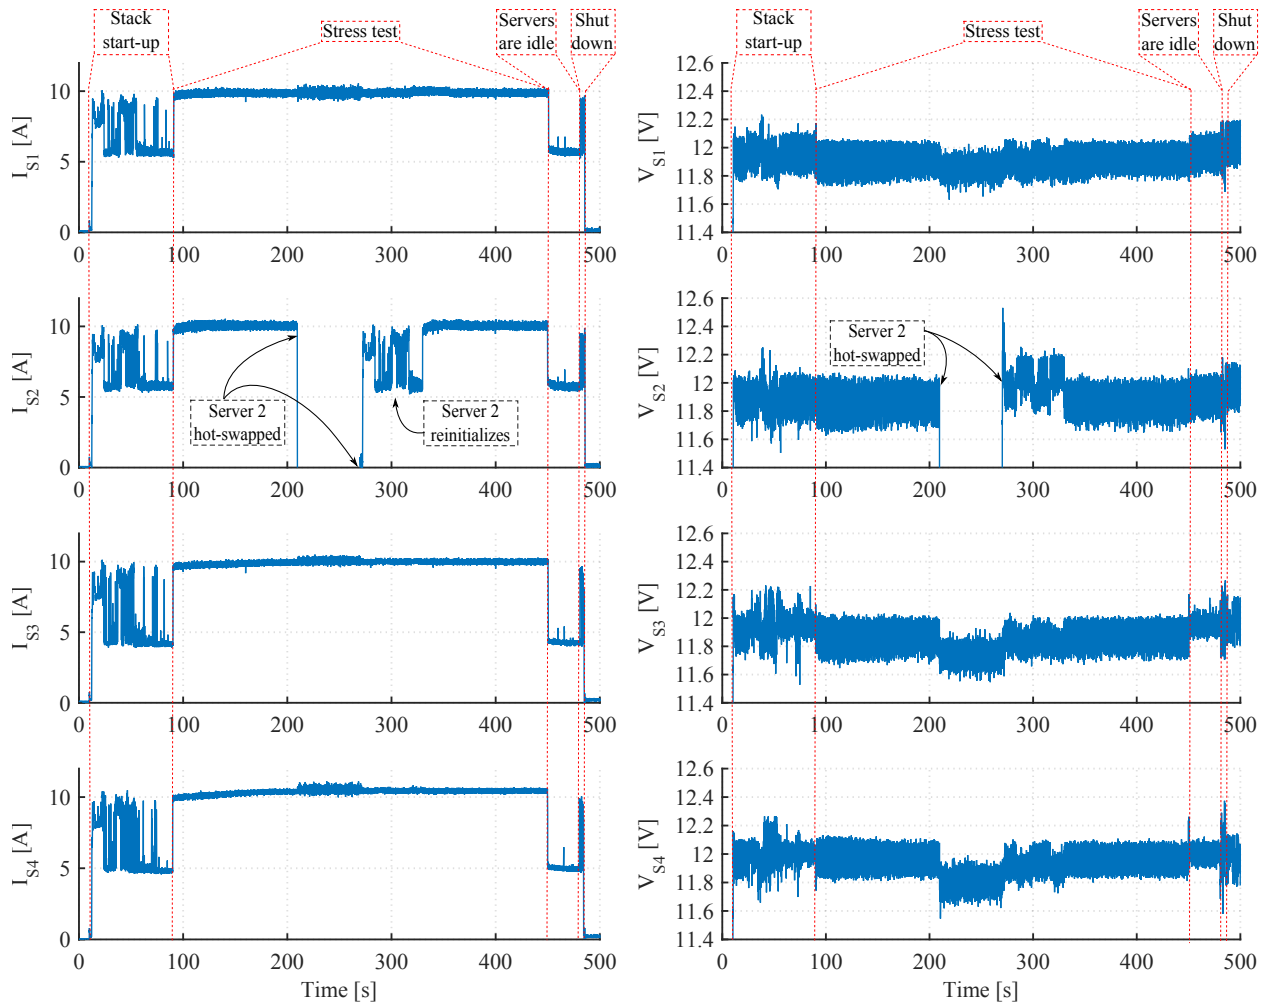 Stack
start-up
Stress test
Servers
are idle
Shut
down
I_S1 [A]
10
5
0
0
100
200
300
400
500
Stack
start-up
Stress test
Servers
are idle
Shut
down
V_S1 [V]
12.6
12.4
12.2
12
11.8
11.6
11.4
0
100
200
300
400
500
I_S2 [A]
10
5
0
Server 2
hot-swapped
Server 2
reinitializes
0
100
200
300
400
500
V_S2 [V]
12.6
12.4
12.2
12
11.8
11.6
11.4
Server 2
hot-swapped
0
100
200
300
400
500
I_S3 [A]
10
5
0
0
100
200
300
400
500
V_S3 [V]
12.6
12.4
12.2
12
11.8
11.6
11.4
0
100
200
300
400
500
I_S4 [A]
10
5
0
0
100
200
300
400
500
Time [s]
V_S4 [V]
12.6
12.4
12.2
12
11.8
11.6
11.4
0
100
200
300
400
500
Time [s]